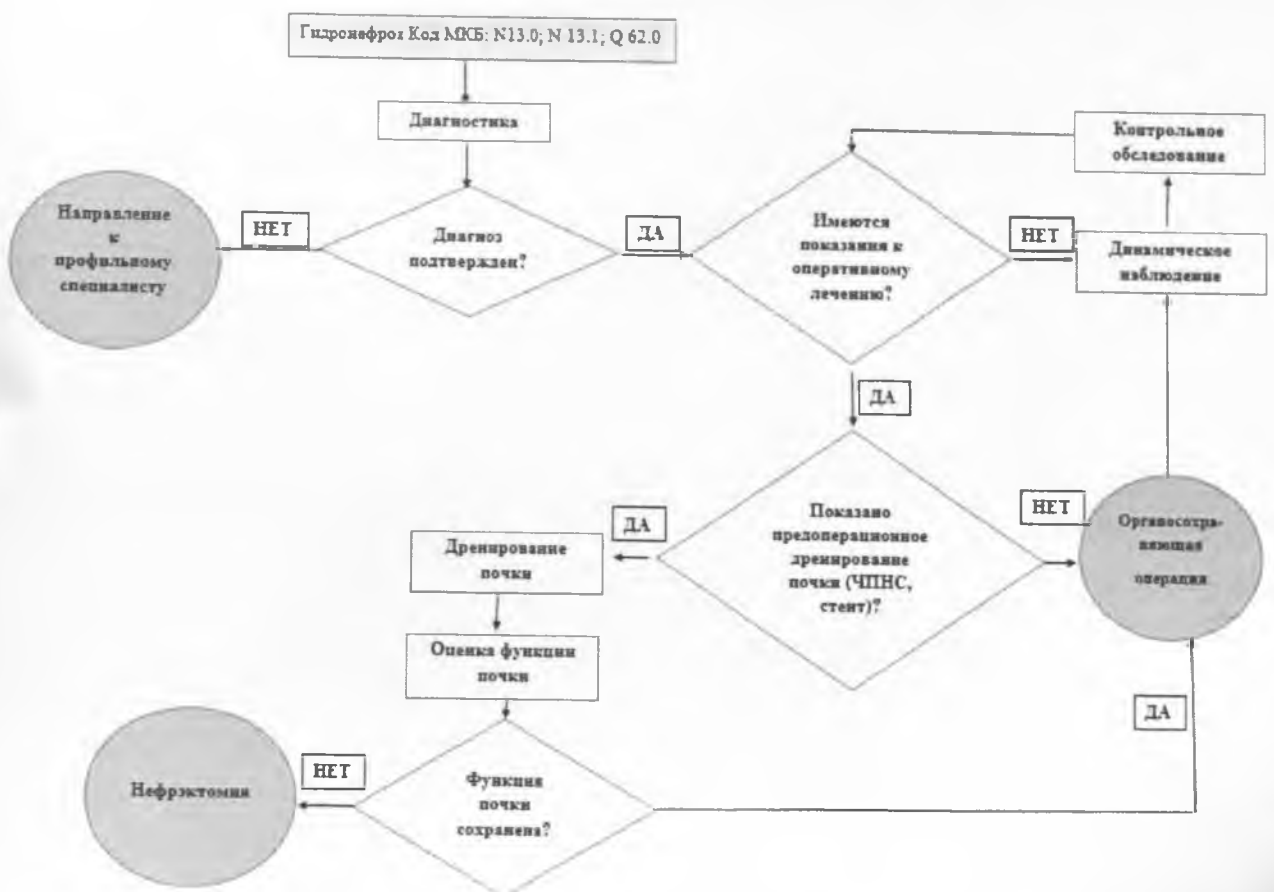 Гидронефроз Код МКБ: N13.0; N 13.1; Q 62.0
Диагностика
Контрольное
обследование
Направление
к
профильному
специалисту
НЕТ
Диагноз
подтвержден?
ДА
Имеются
показания к
оперативному
лечению?
НЕТ
Динамическое
наблюдение
ДА
Показано
предоперационное
дренирование
почки (ЧПНС,
стент)?
НЕТ
Органосохра-
няющая
операция
ДА
Дренирование
почки
Оценка функции
почки
ДА
Функция
почки
сохранена?
НЕТ
Нефрэктомия